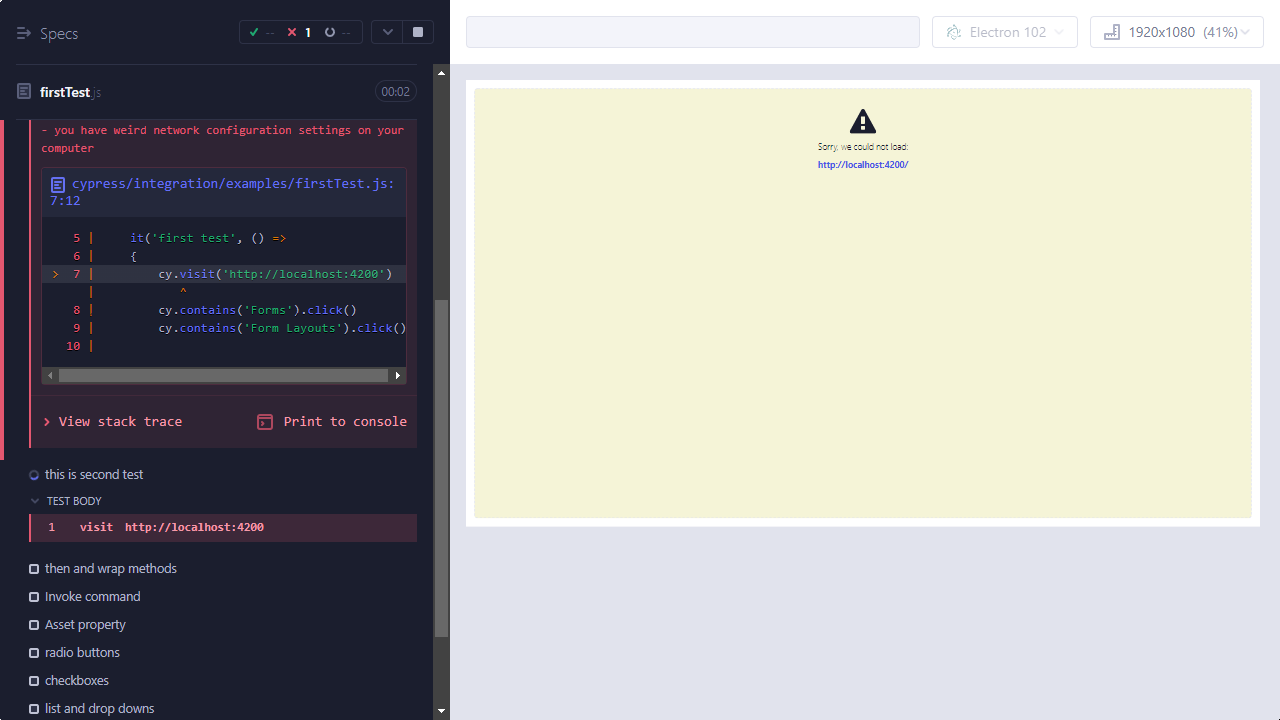 Specs
-- 1 --
Electron 102
1920x1080 (41%)
firstTest.js
00:02
- you have weird network configuration settings on your
computer
cypress/integration/examples/firstTest.js:
7:12
5 | it('first test', () =>
6 | {
> 7 | cy.visit('http://localhost:4200')
| ^
8 | cy.contains('Forms').click()
9 | cy.contains('Form Layouts').click()
10 |
View stack trace
Print to console
this is second test
TEST BODY
1 visit http://localhost:4200
then and wrap methods
Invoke command
Asset property
radio buttons
checkboxes
list and drop downs
Sorry, we could not load:
http://localhost:4200/